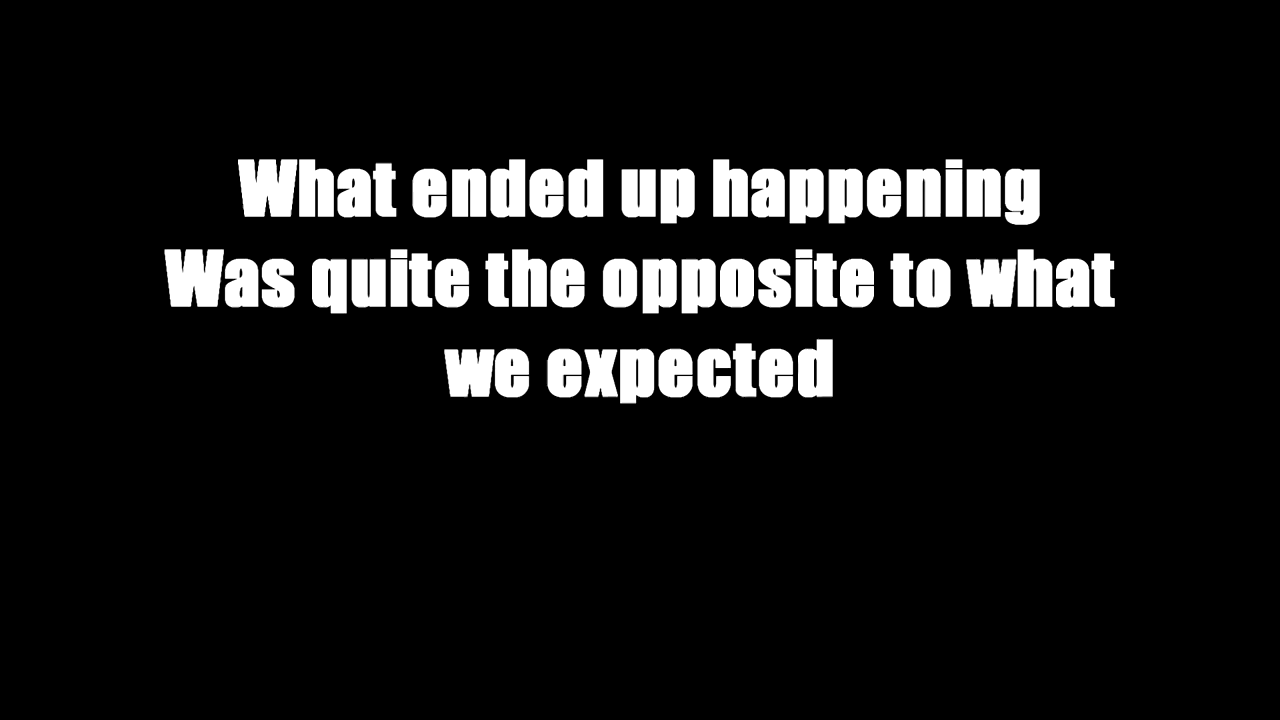 What ended up happening
Was quite the opposite to what
we expected